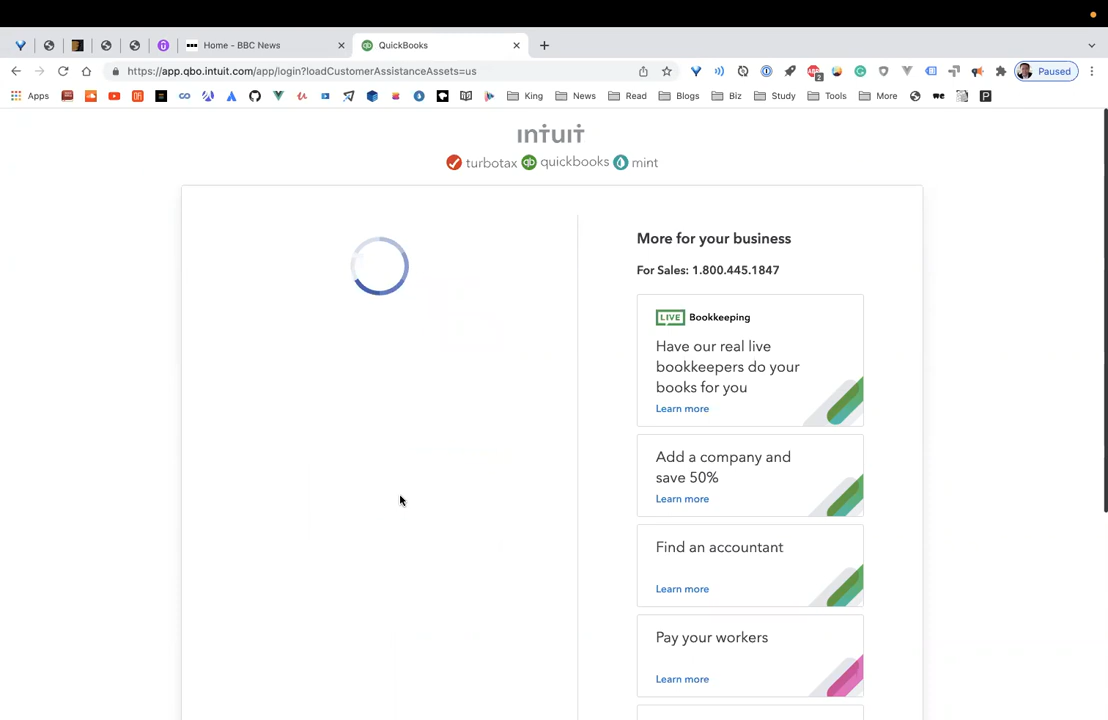 Home - BBC News
QuickBooks
https://app.qbo.intuit.com/app/login?loadCustomerAssistanceAssets=us
2
Paused
Apps
King
News
Read
Blogs
Biz
Study
Tools
More
intuit
turbotax quickbooks mint
More for your business
For Sales: 1.800.445.1847
LIVE Bookkeeping
Have our real live
bookkeepers do your
books for you
Learn more
Add a company and
save 50%
Learn more
Find an accountant
Learn more
Pay your workers
Learn more